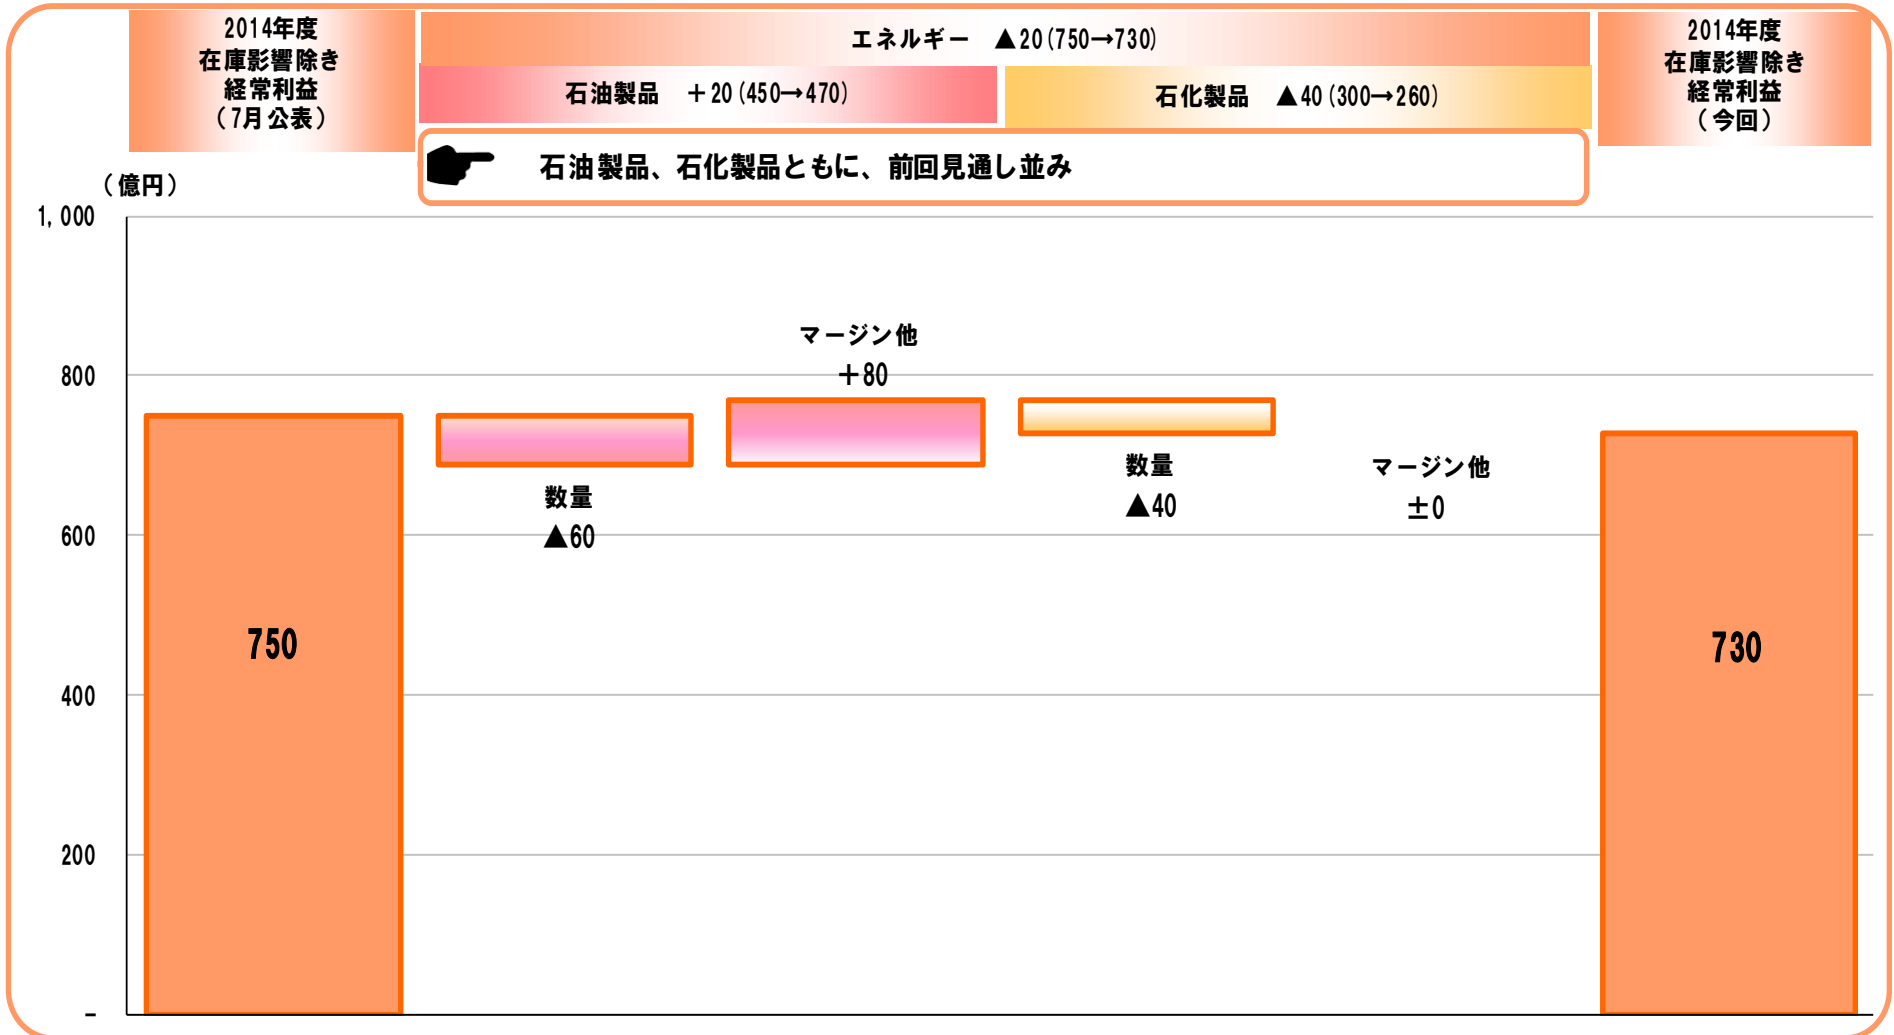 2014年度
在庫影響除き
経常利益
（7月公表）
エネルギー　▲20(750→730)
石油製品　＋20(450→470)
石化製品　▲40(300→260)
2014年度
在庫影響除き
経常利益
（今回）
石油製品、石化製品ともに、前回見通し並み
（億円）
1,000
800
600
400
200
-
750
数量
▲60
マージン他
＋80
数量
▲40
マージン他
±0
730